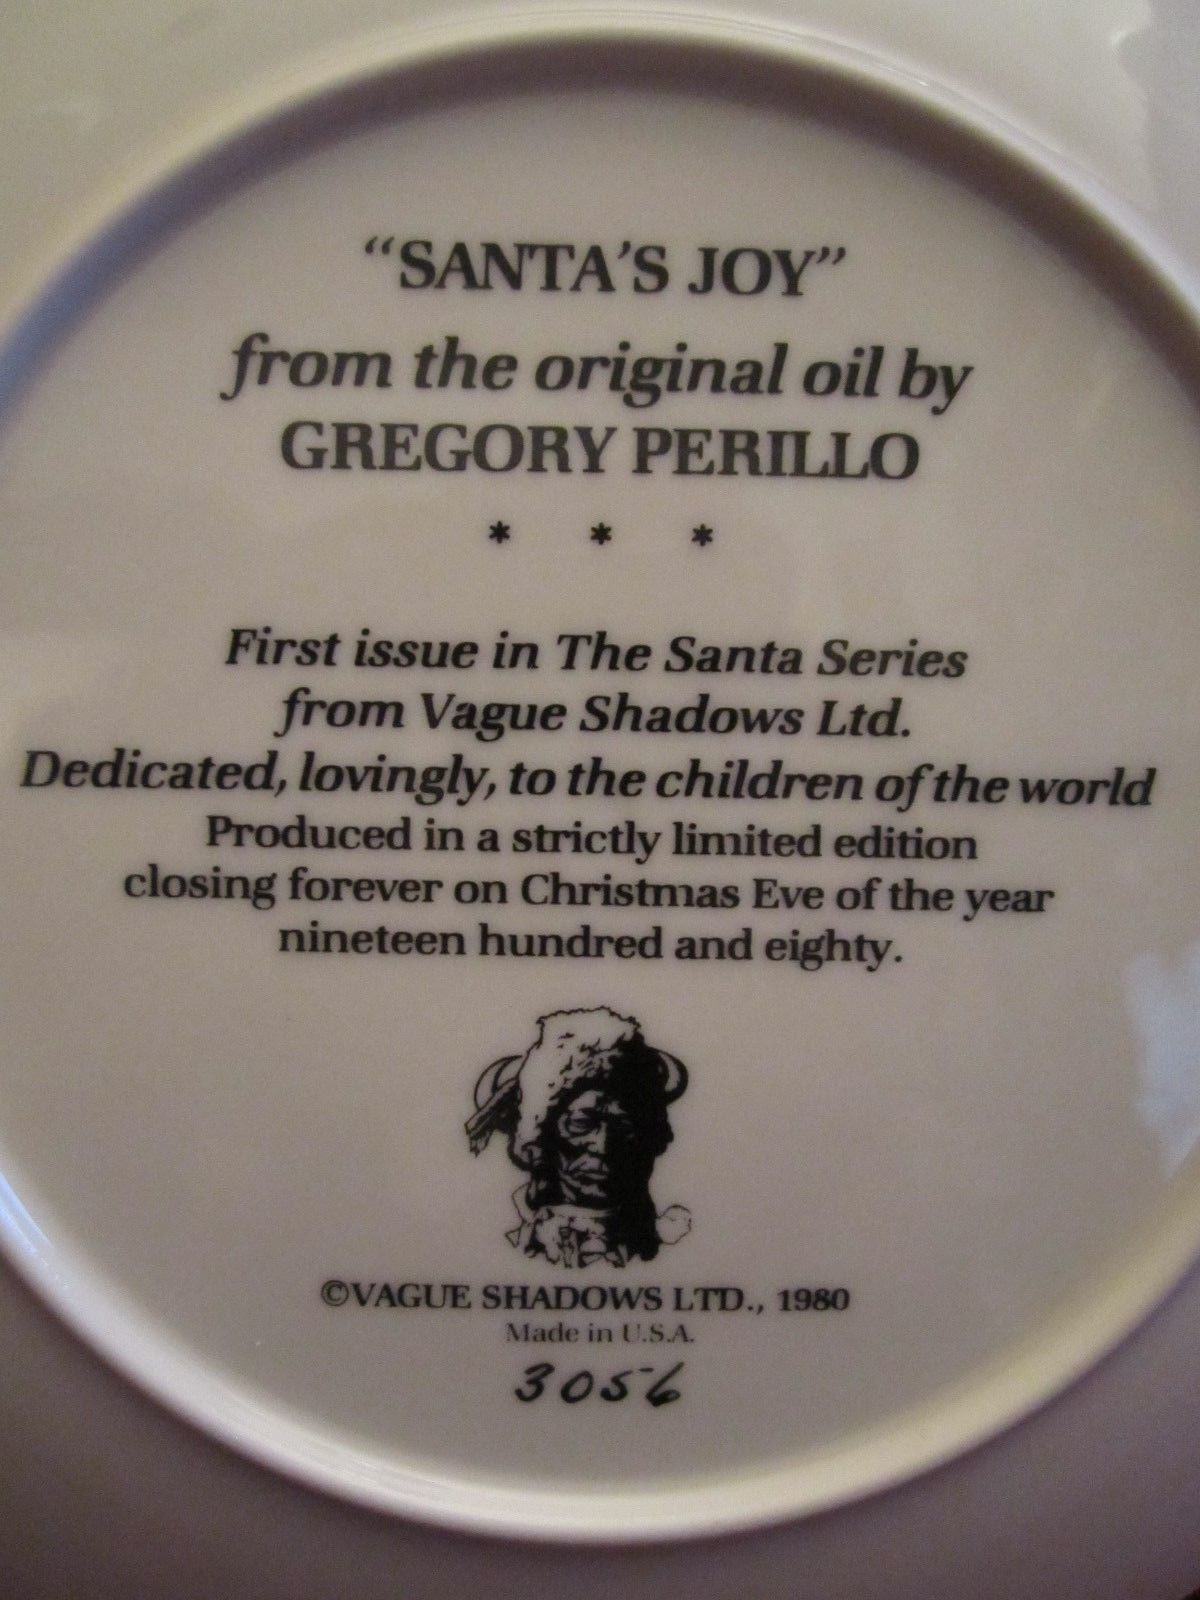 “SANTA’S JOY”
from the original oil by
GREGORY PERILLO
* * *
First issue in The Santa Series
from Vague Shadows Ltd.
Dedicated, lovingly, to the children of the world
Produced in a strictly limited edition
closing forever on Christmas Eve of the year
nineteen hundred and eighty.
©VAGUE SHADOWS LTD., 1980
Made in U.S.A.
3056